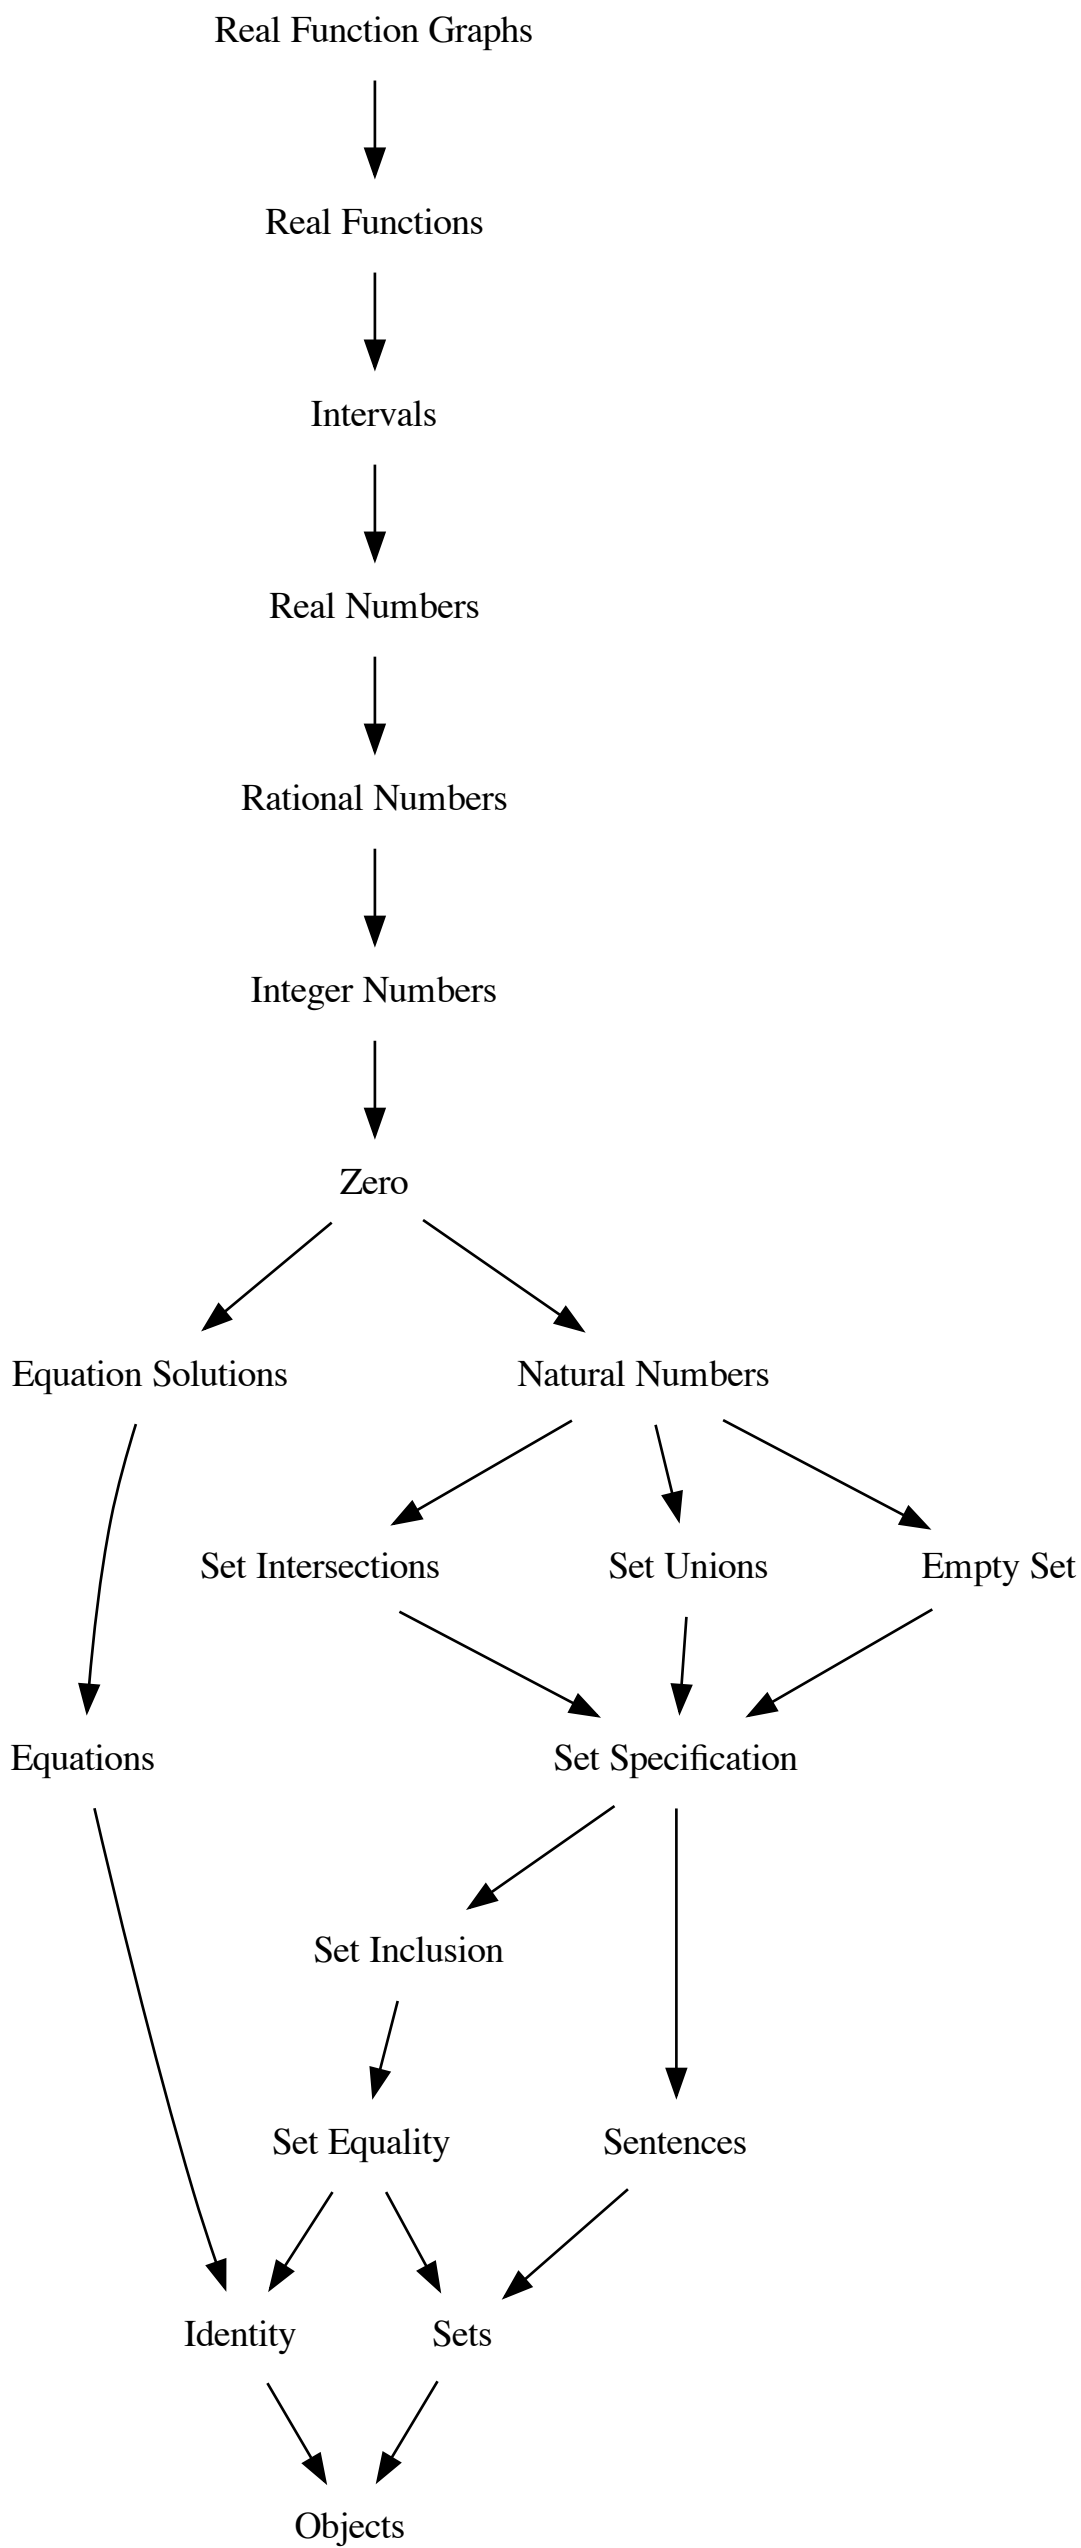 Real Function Graphs
Real Functions
Intervals
Real Numbers
Rational Numbers
Integer Numbers
Zero
Equation Solutions
Natural Numbers
Set Intersections
Set Unions
Empty Set
Equations
Set Specification
Set Inclusion
Set Equality
Sentences
Identity
Sets
Objects